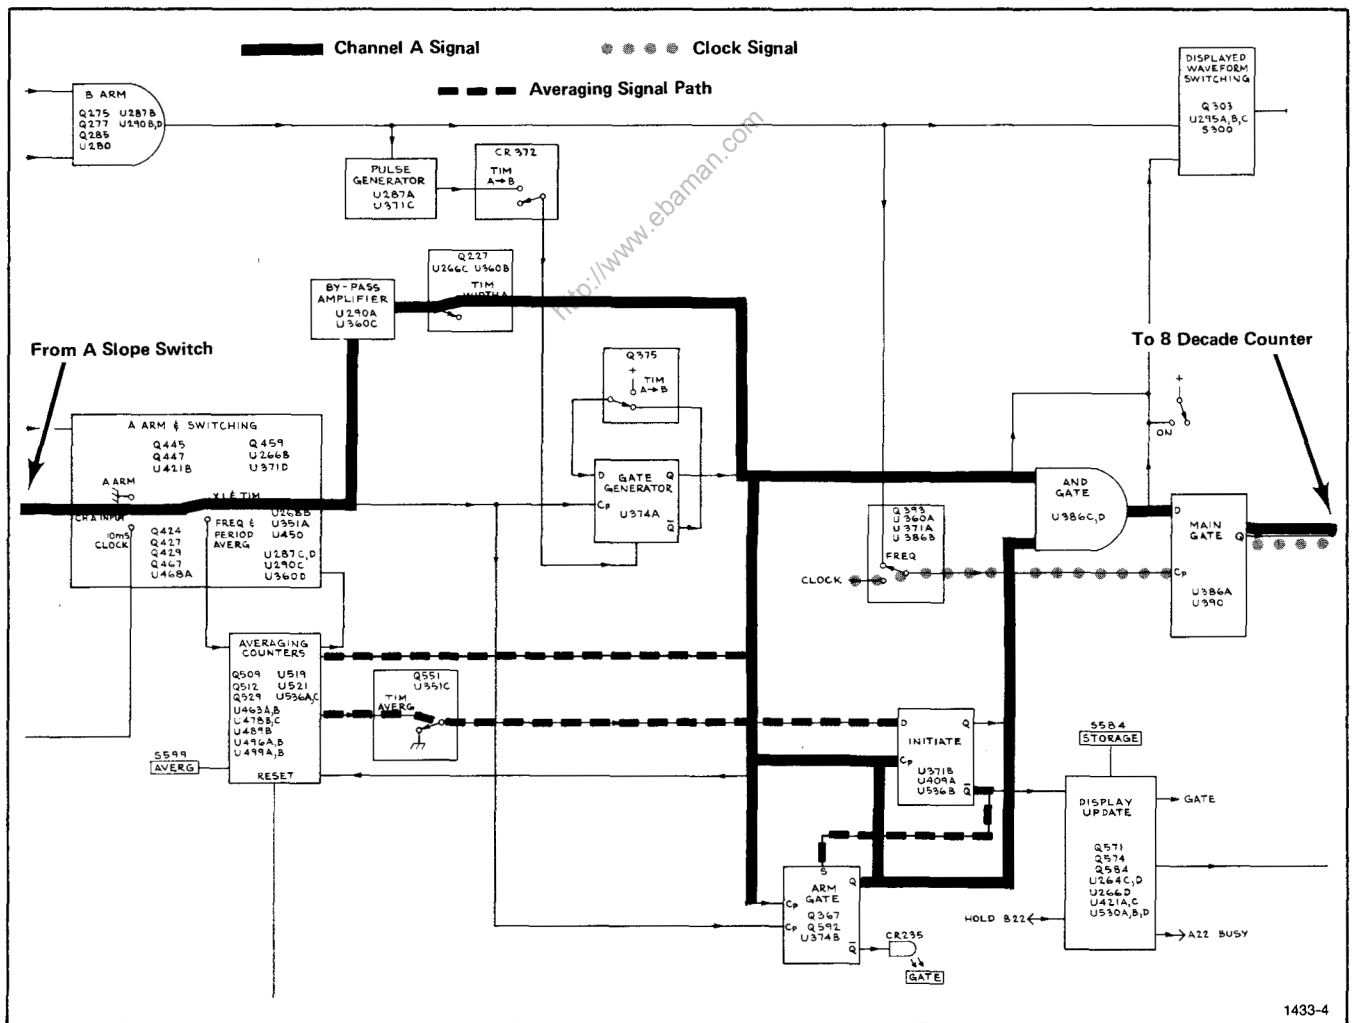 Channel A Signal
Clock Signal
Averaging Signal Path
DISPLAYED
WAVEFORM
SWITCHING
Q303
U295A,B,C
S300
B ARM
Q275 U287B
Q277 U290B,D
Q285
U280
PULSE
GENERATOR
U287A
U371C
CR372
TIM
A→B
http://www.ebaman.com
Q227
U266C U360B
TIM
WIDTH A
BY-PASS
AMPLIFIER
U290A
U360C
From A Slope Switch
To 8 Decade Counter
Q375
+
TIM
A→B
+
ON
A ARM & SWITCHING
Q445 Q459
Q447 U266B
U421B U371D
A ARM
X1 & TIM
CH A INPUT
10mS
CLOCK
Q424
Q427
Q429
Q467
U468A
FREQ &
PERIOD
AVERG
U268B
U351A
U450
U287C,D
U290C
U360D
D GATE Q
GENERATOR
Cp
U374A
Q̅
AND
GATE
U386C,D
Q393
U360A
U371A
U386B
FREQ
CLOCK
D
MAIN
GATE Q
Cp
U386A
U390
AVERAGING
COUNTERS
Q509 U519
Q512 U521
Q529 U536A,C
U463A,B
U478B,C
U489B
U496A,B
U499A,B
RESET
S599
AVERG
Q551
U351C
TIM
AVERG
D Q
INITIATE
Cp
U371B
U409A
U536B Q̅
S584
STORAGE
DISPLAY
UPDATE
Q571
Q574
Q584
U264C,D
U266D
U421A,C
U530A,B,D
GATE
HOLD B22
A22 BUSY
S
ARM Q
GATE
Cp
Q367
Cp Q592
U374B
Q̅
CR235
GATE
1433-4